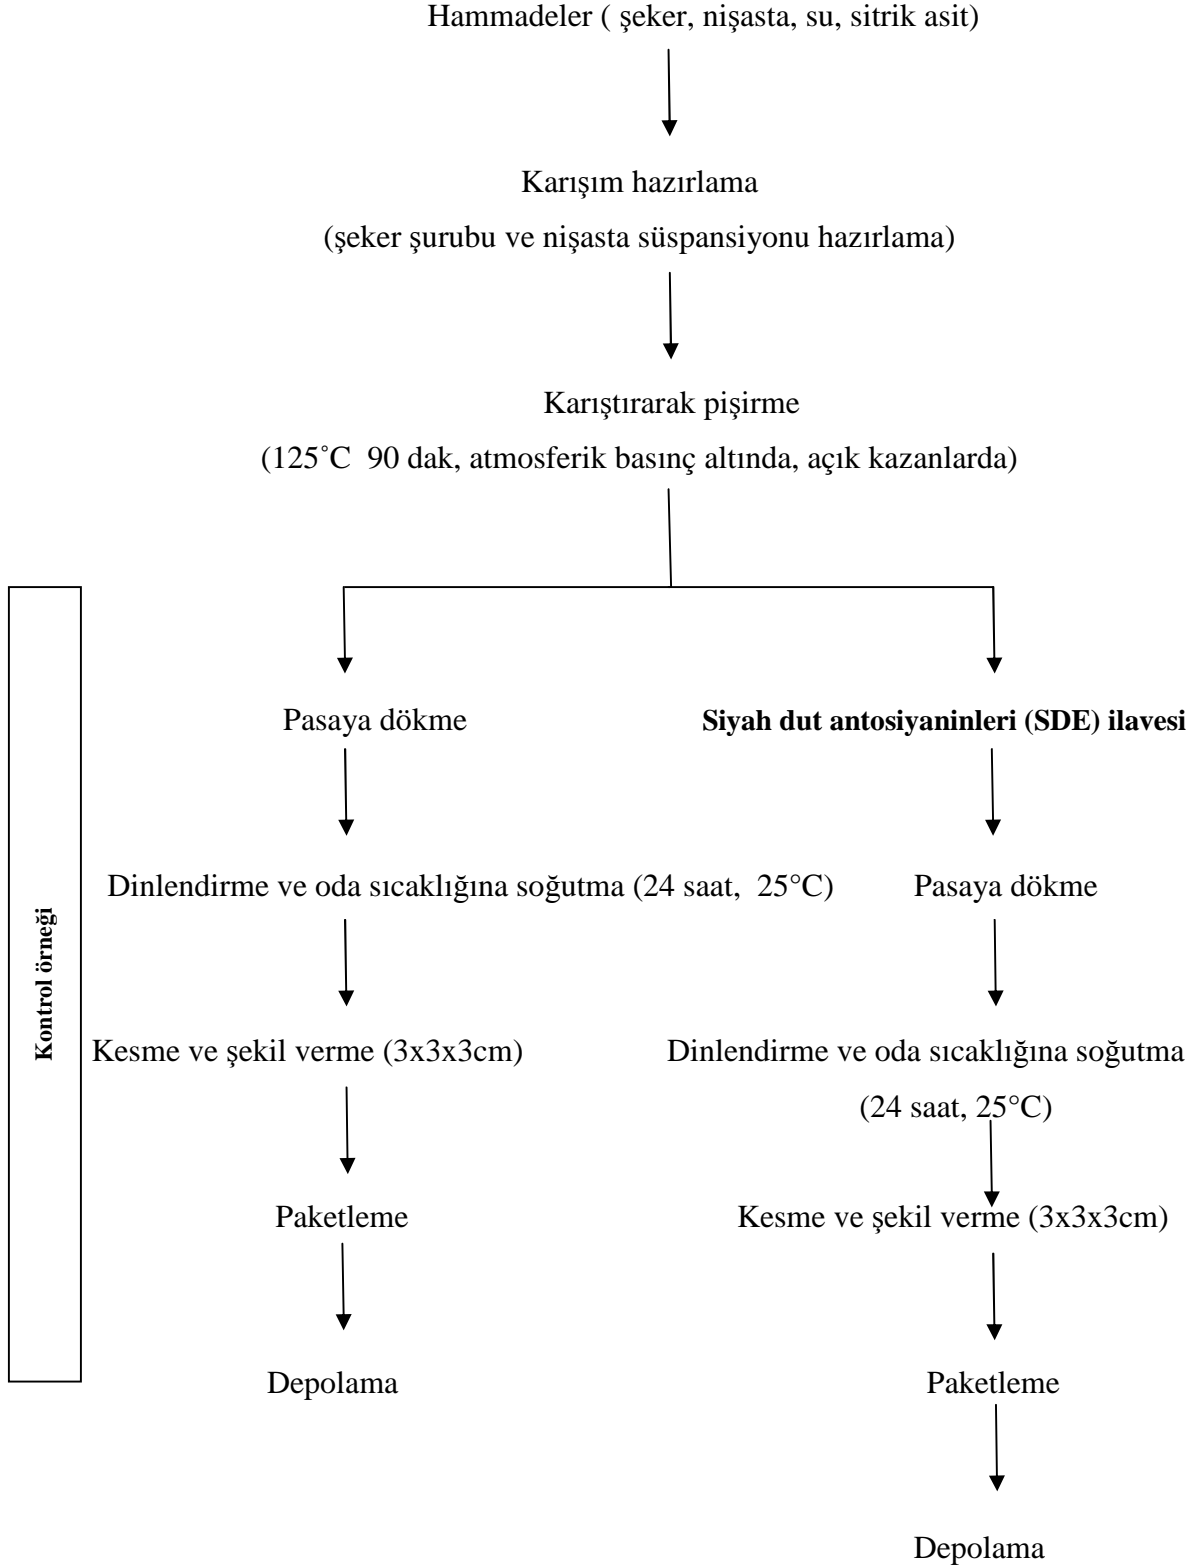 Hammadeler ( şeker, nişasta, su, sitrik asit)
Karışım hazırlama
(şeker şurubu ve nişasta süspansiyonu hazırlama)
Karıştırarak pişirme
(125˚C  90 dak, atmosferik basınç altında, açık kazanlarda)
Kontrol örneği
Pasaya dökme
Dinlendirme ve oda sıcaklığına soğutma (24 saat,  25°C)
Kesme ve şekil verme (3x3x3cm)
Paketleme
Depolama
Siyah dut antosiyaninleri (SDE) ilavesi
Pasaya dökme
Dinlendirme ve oda sıcaklığına soğutma
(24 saat, 25°C)
Kesme ve şekil verme (3x3x3cm)
Paketleme
Depolama